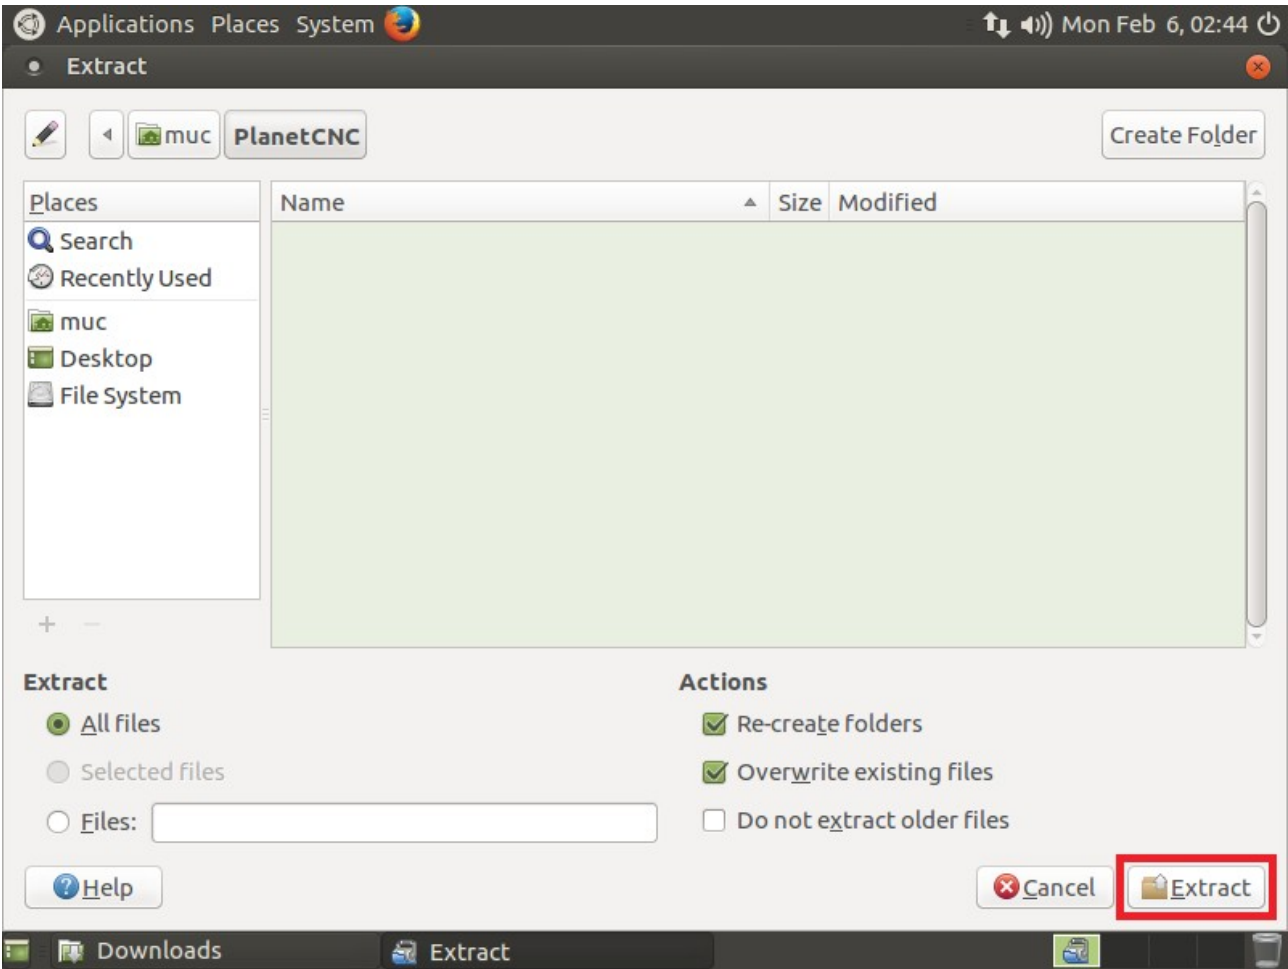 Applications Places System Mon Feb 6, 02:44
Extract
muc PlanetCNC Create Folder
Places Name Size Modified
Search
Recently Used
muc
Desktop
File System
Extract Actions
All files Re-create folders
Selected files Overwrite existing files
Files: Do not extract older files
Help Cancel Extract
Downloads Extract